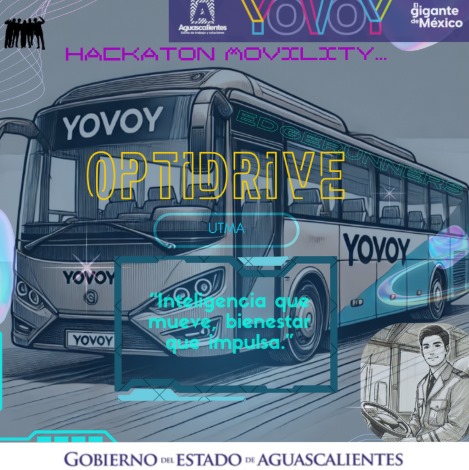 Aguascalientes
YOVOY
El
gigante
de México
HACKATON MOVILITY...
YOVOY
EDGERUNNERS
OPTIDRIVE
UTMA
YOVOY
YOVOY
"Inteligencia que
mueve, bienestar
que impulsa."
YOVOY
GOBIERNO DEL ESTADO DE AGUASCALIENTES